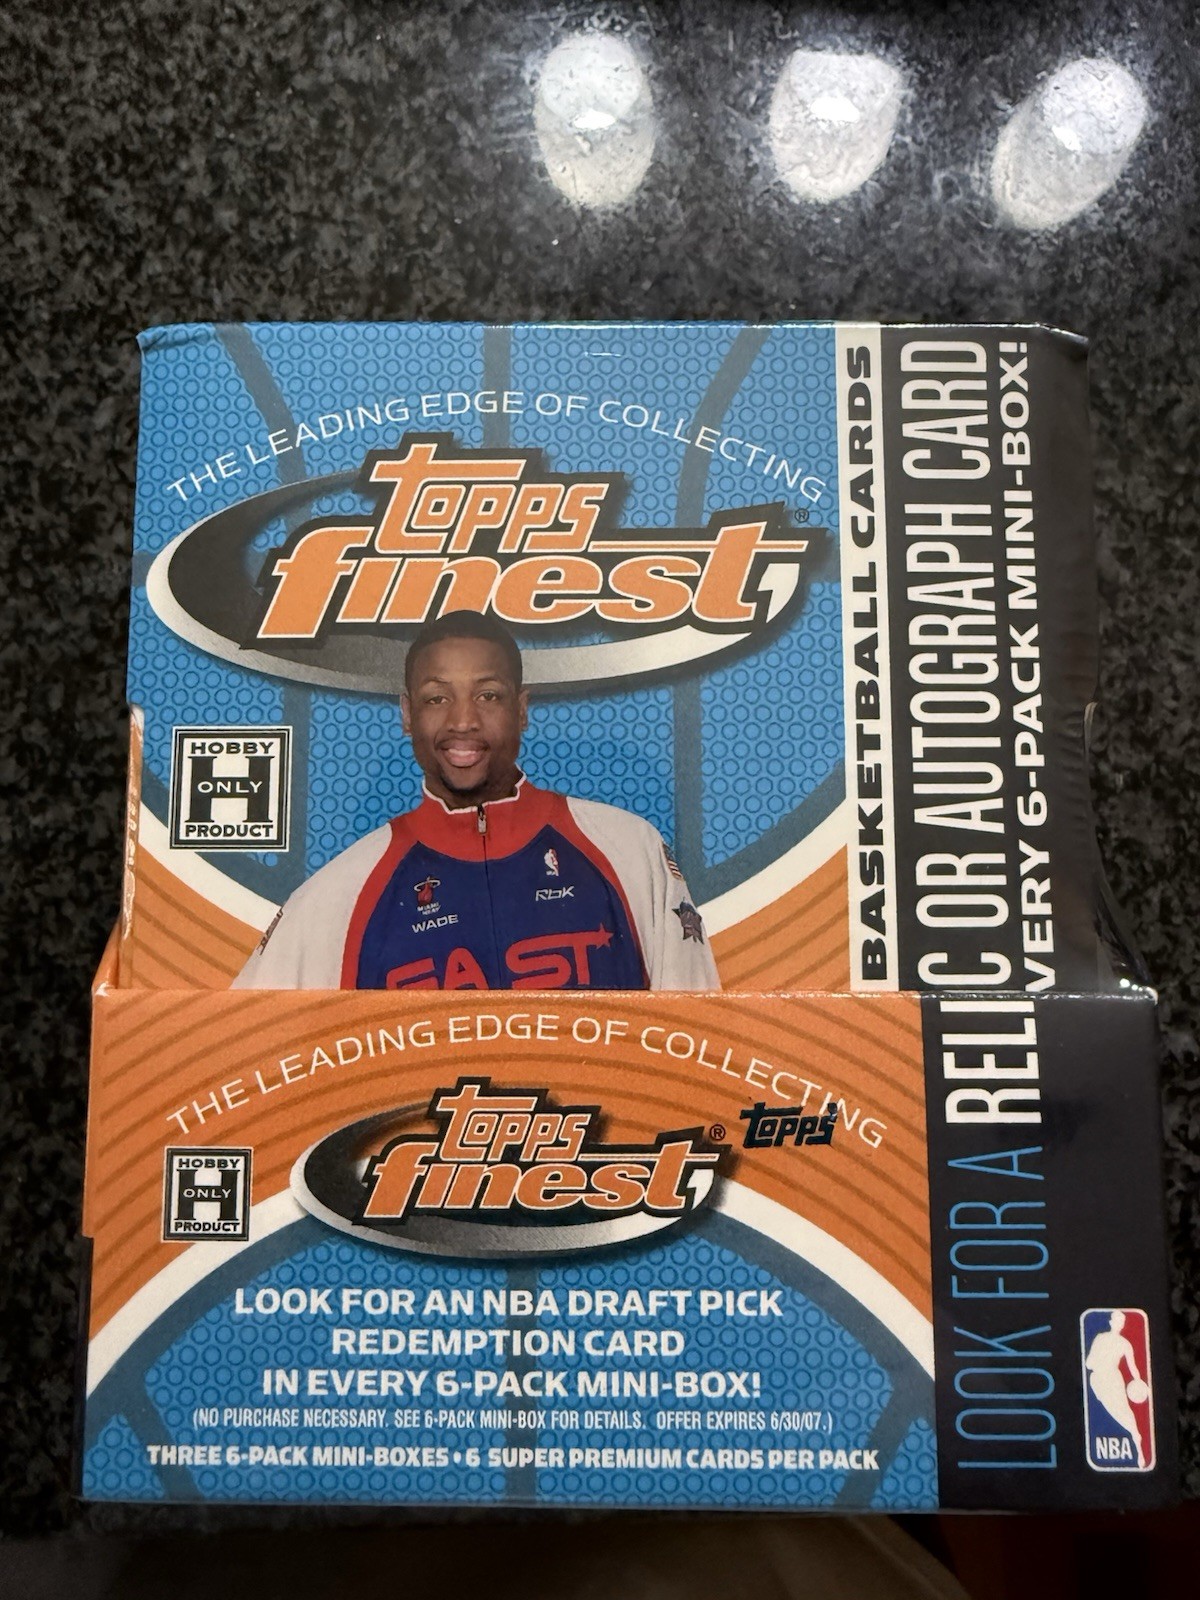 THE LEADING EDGE OF COLLECTING
TOPPS
finest®
HOBBY
ONLY
PRODUCT
MIAMI
HEAT
WADE
RbK
EAST
BASKETBALL CARDS
LOOK FOR A RELIC OR AUTOGRAPH CARD
EVERY 6-PACK MINI-BOX!
THE LEADING EDGE OF COLLECTING
TOPPS
finest®
TOPPS
HOBBY
ONLY
PRODUCT
LOOK FOR AN NBA DRAFT PICK
REDEMPTION CARD
IN EVERY 6-PACK MINI-BOX!
(NO PURCHASE NECESSARY. SEE 6-PACK MINI-BOX FOR DETAILS. OFFER EXPIRES 6/30/07.)
THREE 6-PACK MINI-BOXES • 6 SUPER PREMIUM CARDS PER PACK
NBA